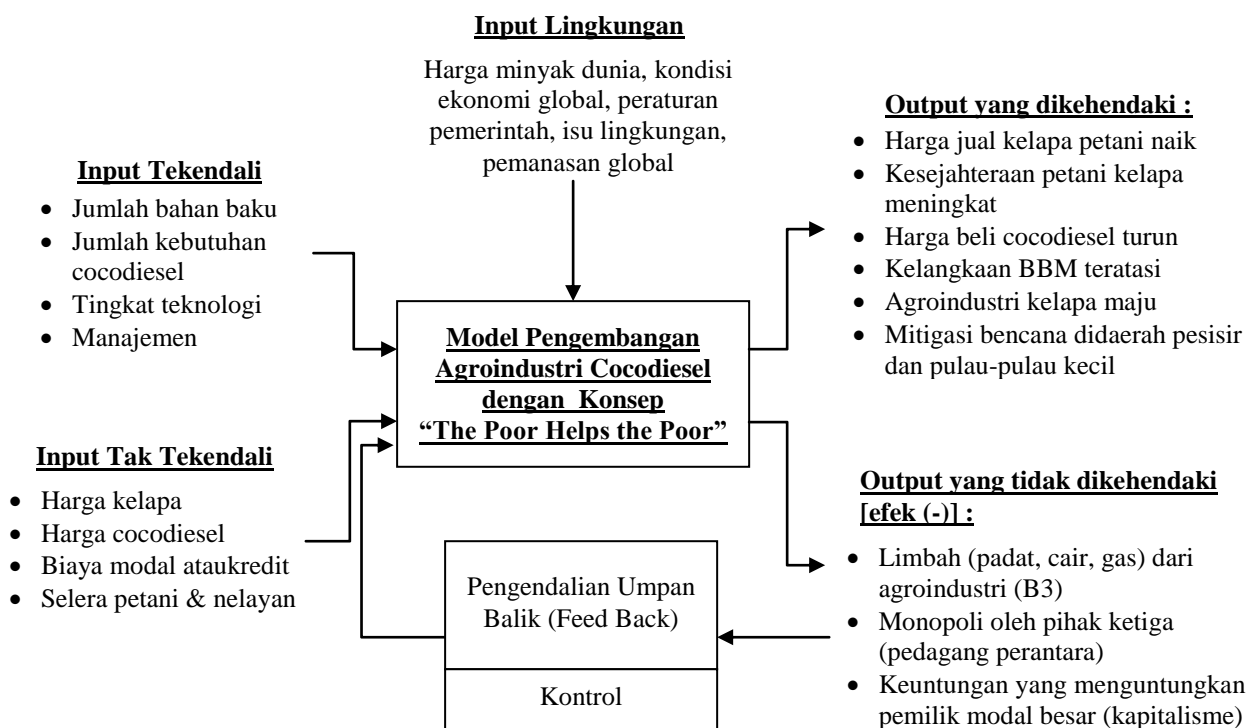 Input Lingkungan
Harga minyak dunia, kondisi
ekonomi global, peraturan
pemerintah, isu lingkungan,
pemanasan global
Input Tekendali
• Jumlah bahan baku
• Jumlah kebutuhan
cocodiesel
• Tingkat teknologi
• Manajemen
Input Tak Tekendali
• Harga kelapa
• Harga cocodiesel
• Biaya modal ataukredit
• Selera petani & nelayan
Model Pengembangan
Agroindustri Cocodiesel
dengan Konsep
“The Poor Helps the Poor”
Pengendalian Umpan
Balik (Feed Back)
Kontrol
Output yang dikehendaki :
• Harga jual kelapa petani naik
• Kesejahteraan petani kelapa
meningkat
• Harga beli cocodiesel turun
• Kelangkaan BBM teratasi
• Agroindustri kelapa maju
• Mitigasi bencana didaerah pesisir
dan pulau-pulau kecil
Output yang tidak dikehendaki
[efek (-)] :
• Limbah (padat, cair, gas) dari
agroindustri (B3)
• Monopoli oleh pihak ketiga
(pedagang perantara)
• Keuntungan yang menguntungkan
pemilik modal besar (kapitalisme)